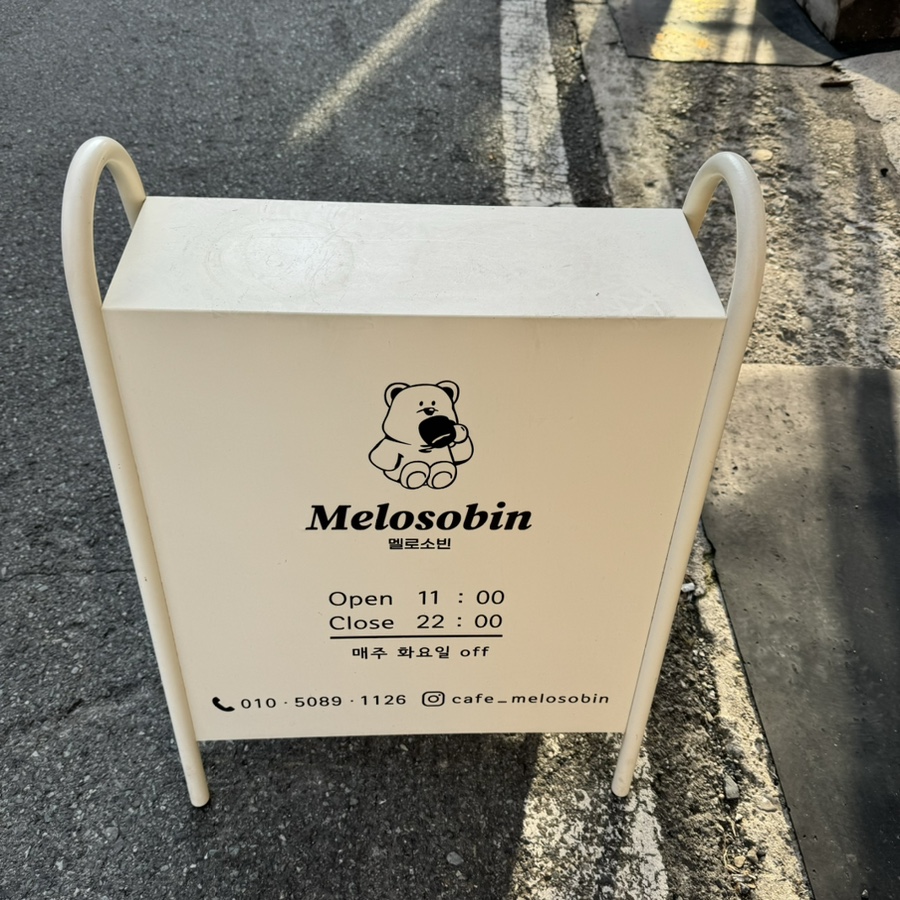 Melosobin
멜로소빈
Open 11 : 00
Close 22 : 00
매주 화요일 off
010 · 5089 · 1126 cafe_melosobin